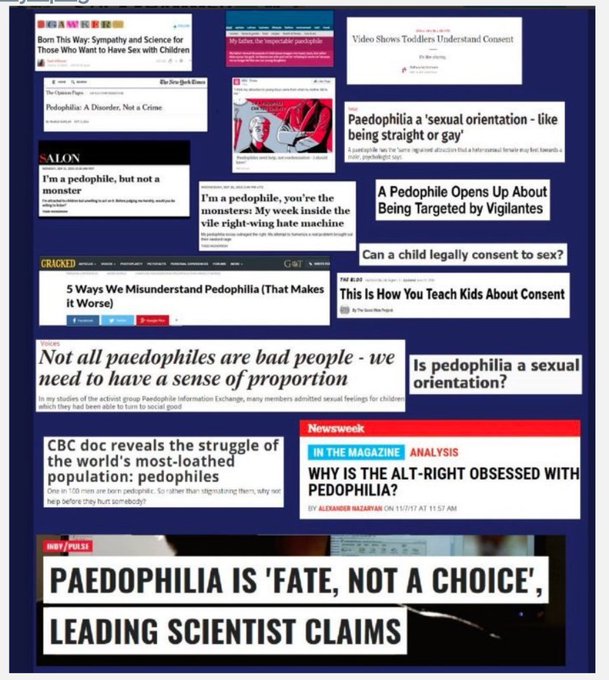 GAWKER
Born This Way: Sympathy and Science for
Those Who Want to Have Sex with Children
The New York Times
The Opinion Pages
Pedophilia: A Disorder, Not a Crime
SALON
I'm a pedophile, but not a
monster
My father, the 'respectable' paedophile
I'm a pedophile, you're the
monsters: My week inside the
vile right-wing hate machine
Video Shows Toddlers Understand Consent
Paedophilia a 'sexual orientation - like
being straight or gay'
A Pedophile Opens Up About
Being Targeted by Vigilantes
Can a child legally consent to sex?
CRACKED
5 Ways We Misunderstand Pedophilia (That Makes
it Worse)
THE BLOG
This Is How You Teach Kids About Consent
Voices
Not all paedophiles are bad people - we
need to have a sense of proportion
In my studies of the activist group Paedophile Information Exchange, many members admitted sexual feelings for children
which they had been able to turn to social good
Is pedophilia a sexual
orientation?
CBC doc reveals the struggle of
the world's most-loathed
population: pedophiles
One in 100 men are born pedophilic. So rather than stigmatizing them, why not
help before they hurt somebody?
Newsweek
IN THE MAGAZINE ANALYSIS
WHY IS THE ALT-RIGHT OBSESSED WITH
PEDOPHILIA?
BY ALEXANDER NAZARYAN ON 11/7/17 AT 11:57 AM
INDY/PULSE
PAEDOPHILIA IS 'FATE, NOT A CHOICE',
LEADING SCIENTIST CLAIMS